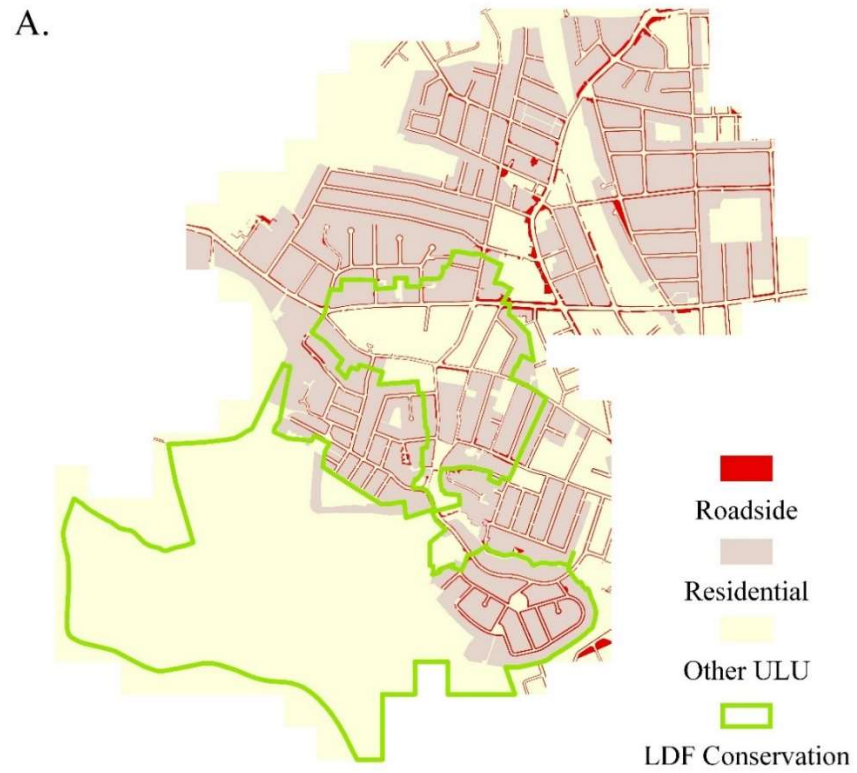 A.
Roadside
Residential
Other ULU
LDF Conservation